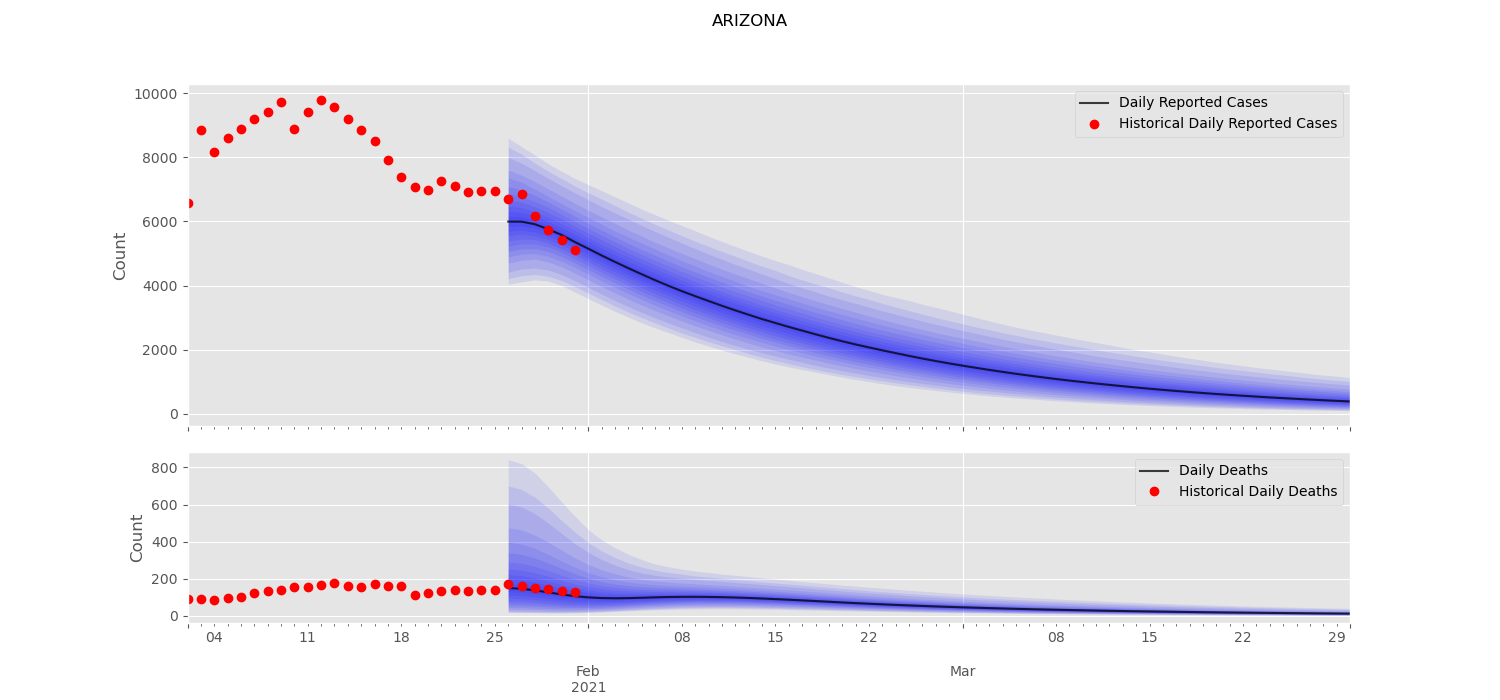 ARIZONA
10000
8000
6000
4000
2000
0
Count
Daily Reported Cases
Historical Daily Reported Cases
800
600
400
200
0
Count
Daily Deaths
Historical Daily Deaths
04 11 18 25 08 15 22 08 15 22 29
Feb Mar
2021